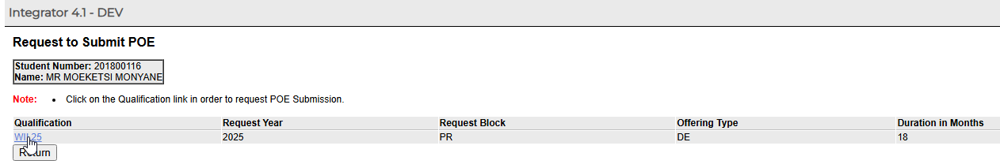 Integrator 4.1 - DEV
Request to Submit POE
Student Number: 201800116
Name: MR MOEKETSI MONYANE
Note: • Click on the Qualification link in order to request POE Submission.
Qualification Request Year Request Block Offering Type Duration in Months
WIL25 2025 PR DE 18
Return